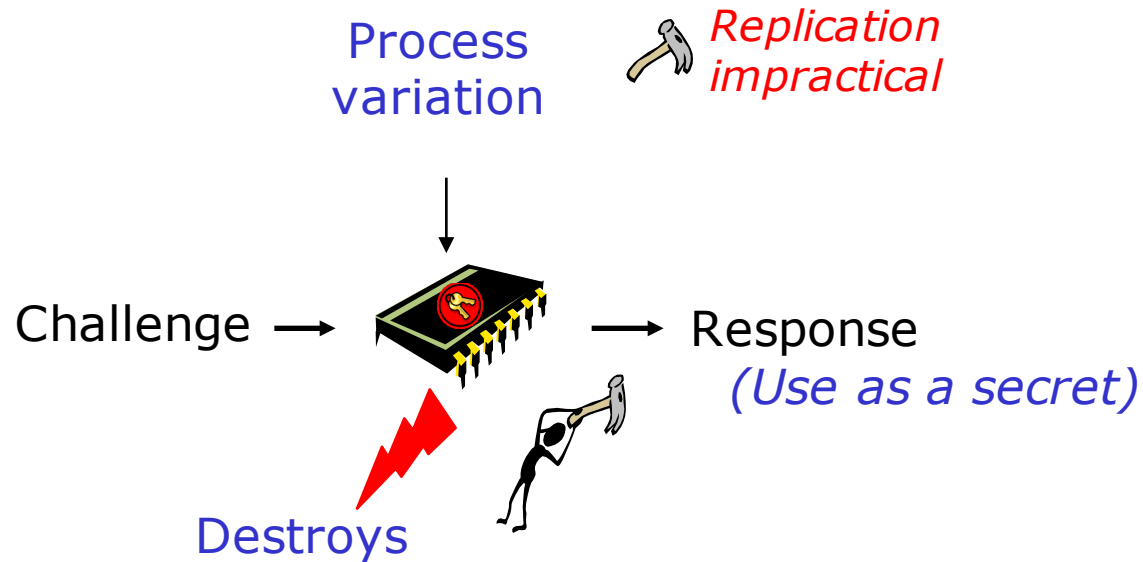 Process
variation
Replication
impractical
Challenge
Response
(Use as a secret)
Destroys